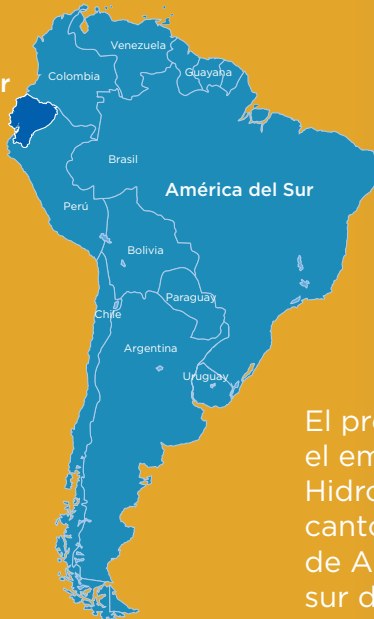 Venezuela
Colombia
Guayana
r
Brasil
América del Sur
Perú
Bolivia
Paraguay
Chile
Argentina
Uruguay
El pro
el em
Hidro
canto
de A
sur d